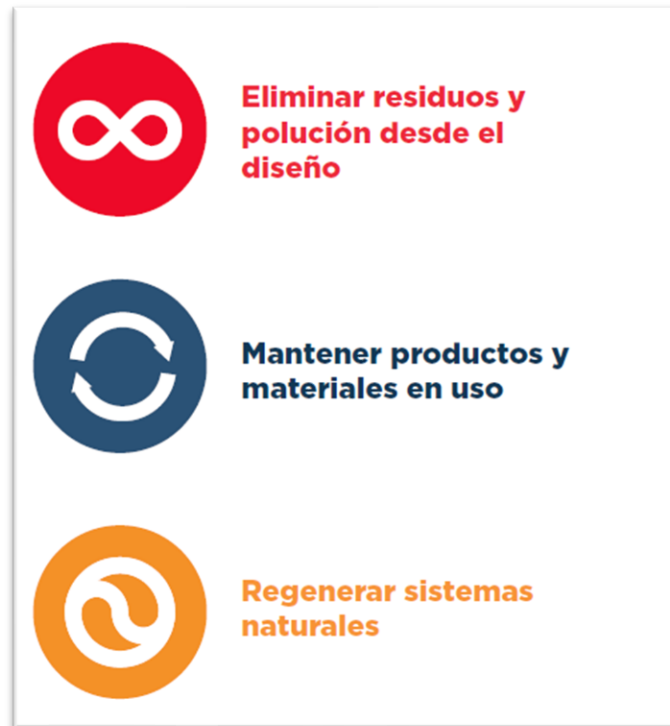 Eliminar residuos y
polución desde el
diseño
Mantener productos y
materiales en uso
Regenerar sistemas
naturales